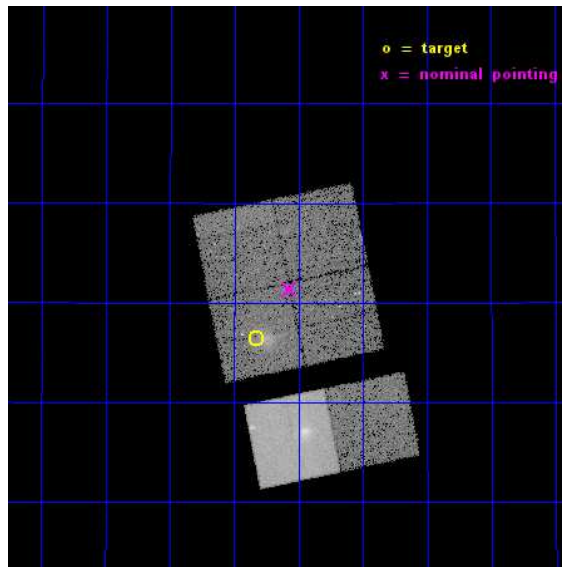 o = target
x = nominal pointing